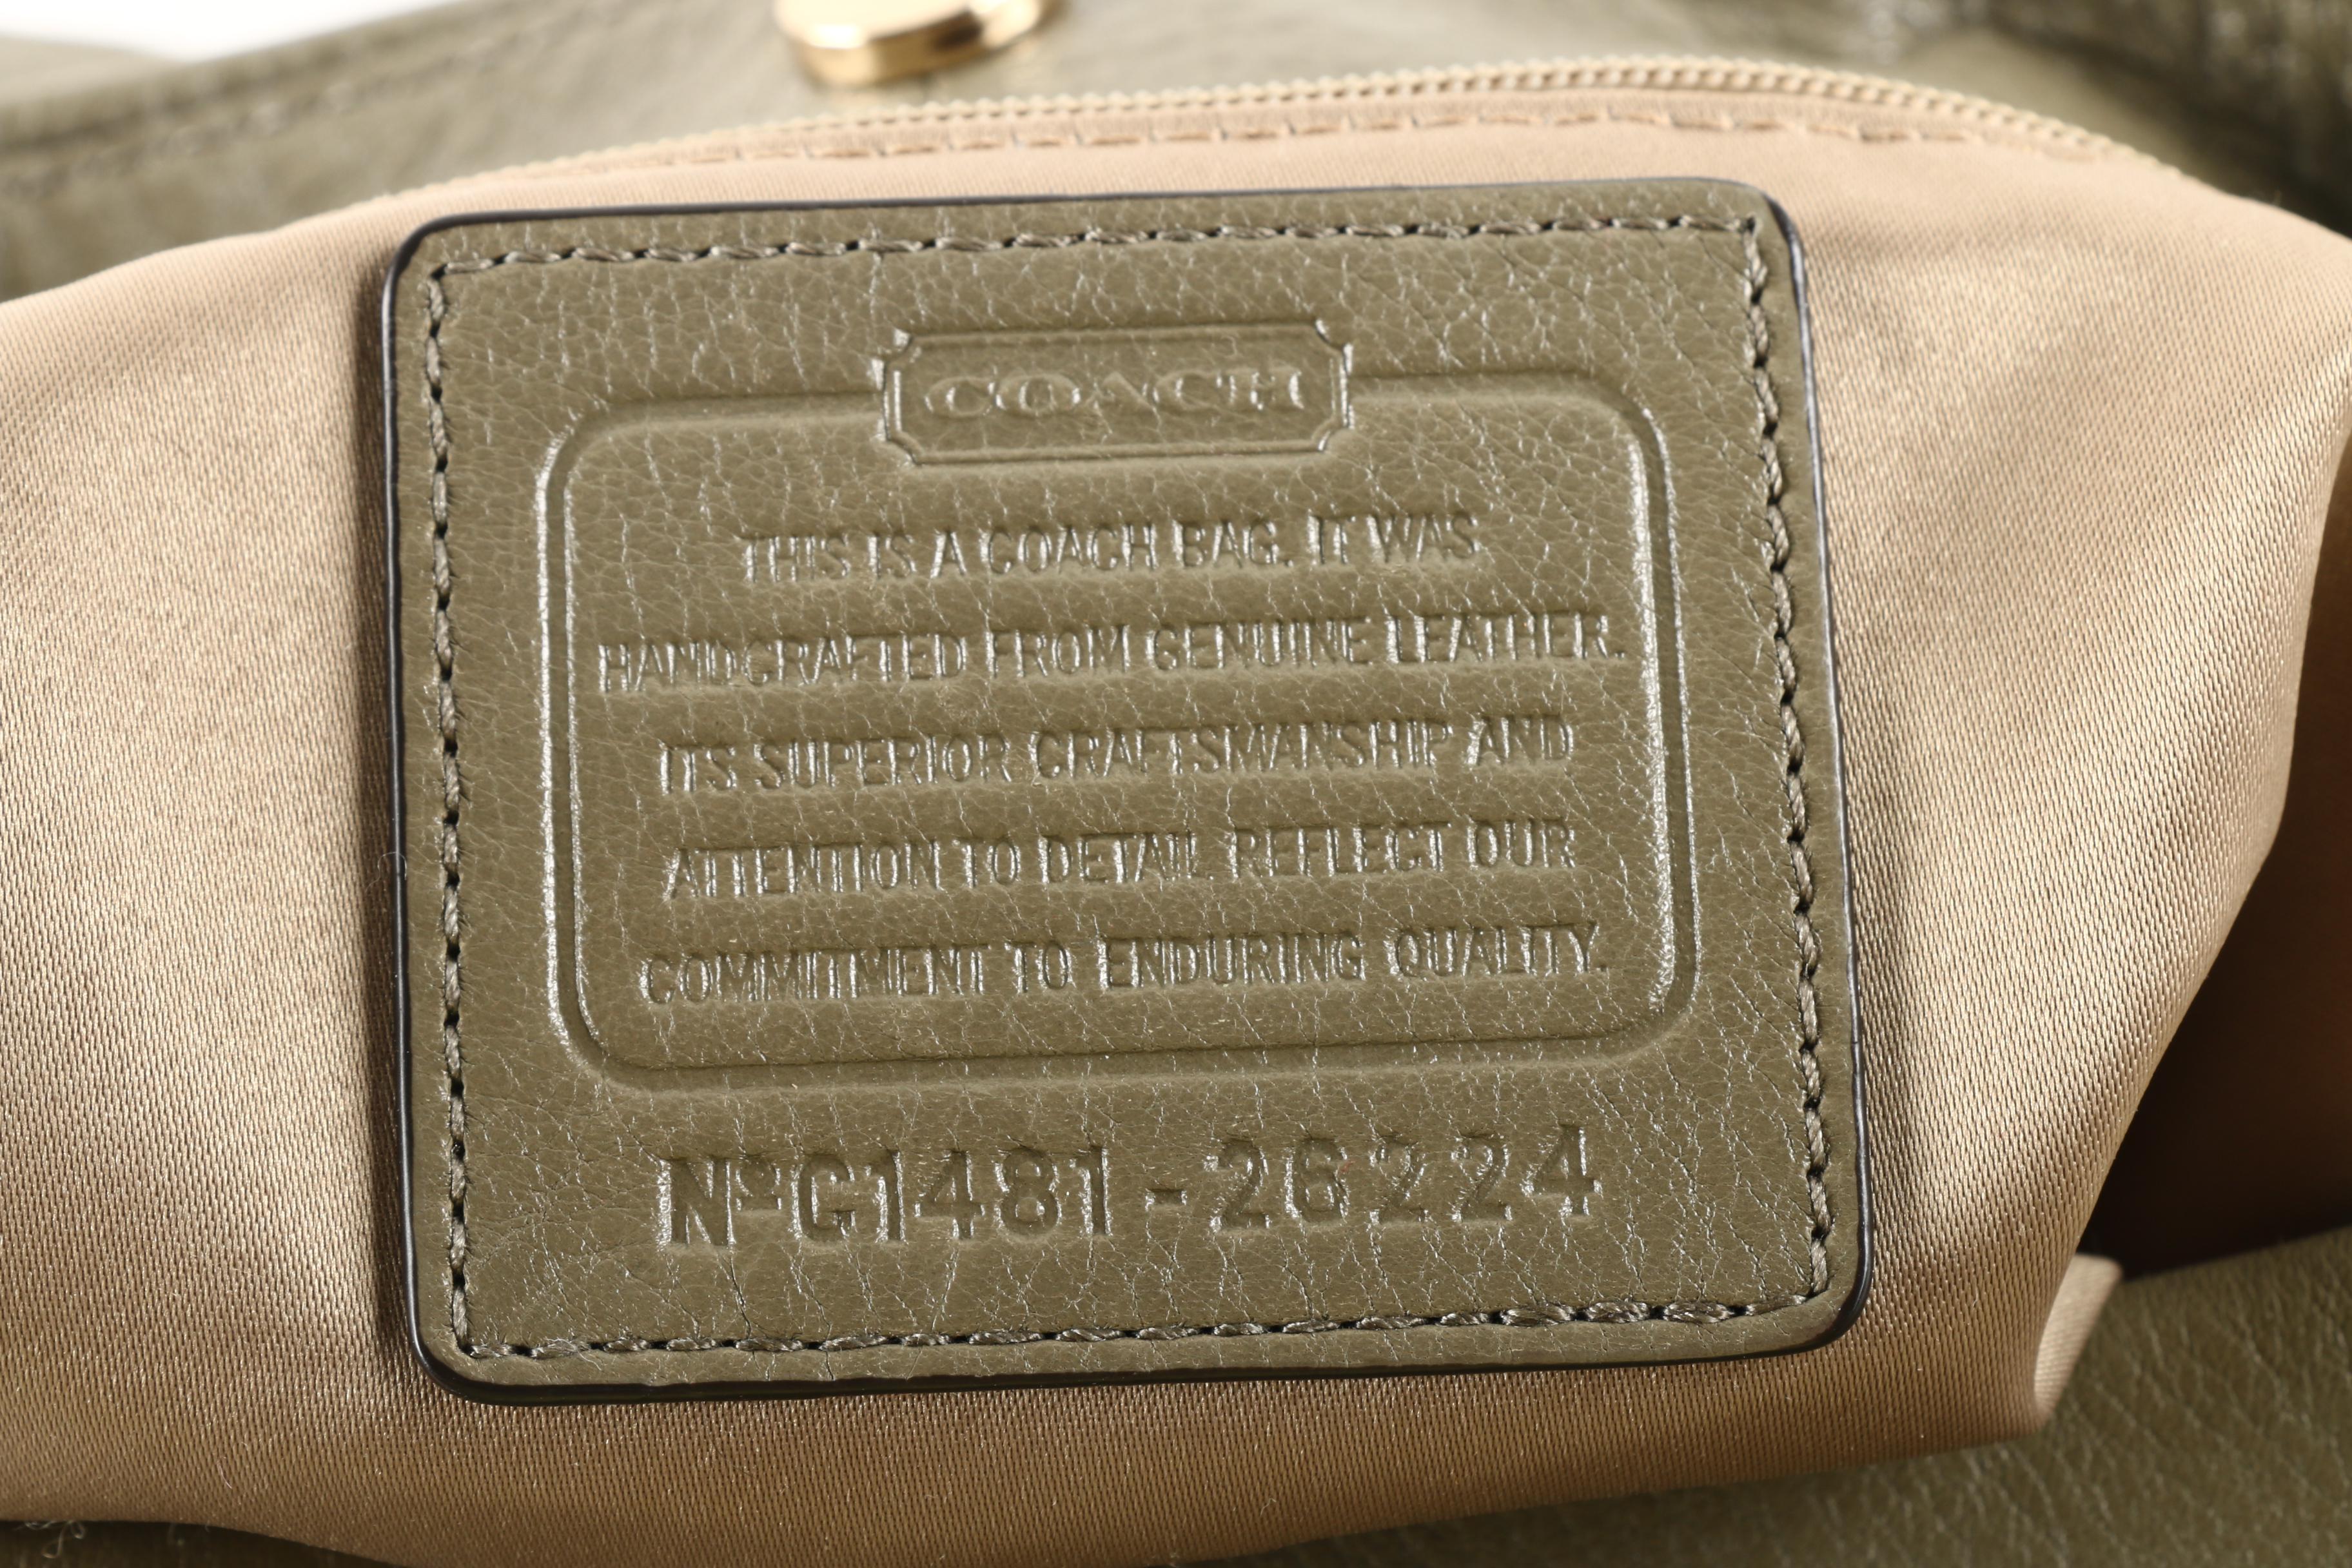 COACH
THIS IS A COACH BAG. IT WAS
HANDCRAFTED FROM GENUINE LEATHER.
ITS SUPERIOR CRAFTSMANSHIP AND
ATTENTION TO DETAIL REFLECT OUR
COMMITMENT TO ENDURING QUALITY.
Nº G1481 - 26224